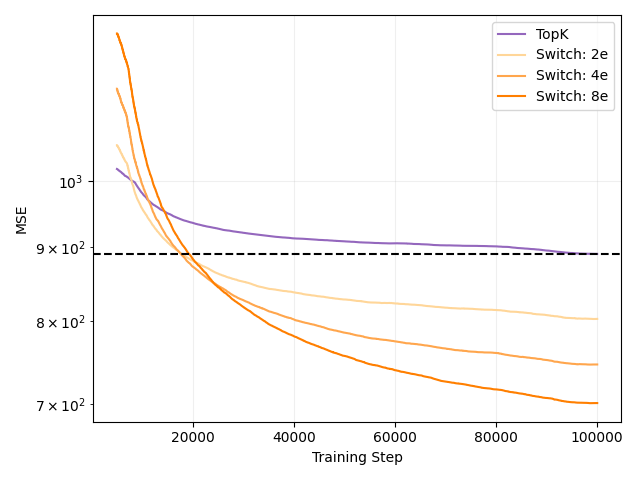 TopK
Switch: 2e
Switch: 4e
Switch: 8e
MSE
10³
9 × 10²
8 × 10²
7 × 10²
20000 40000 60000 80000 100000
Training Step